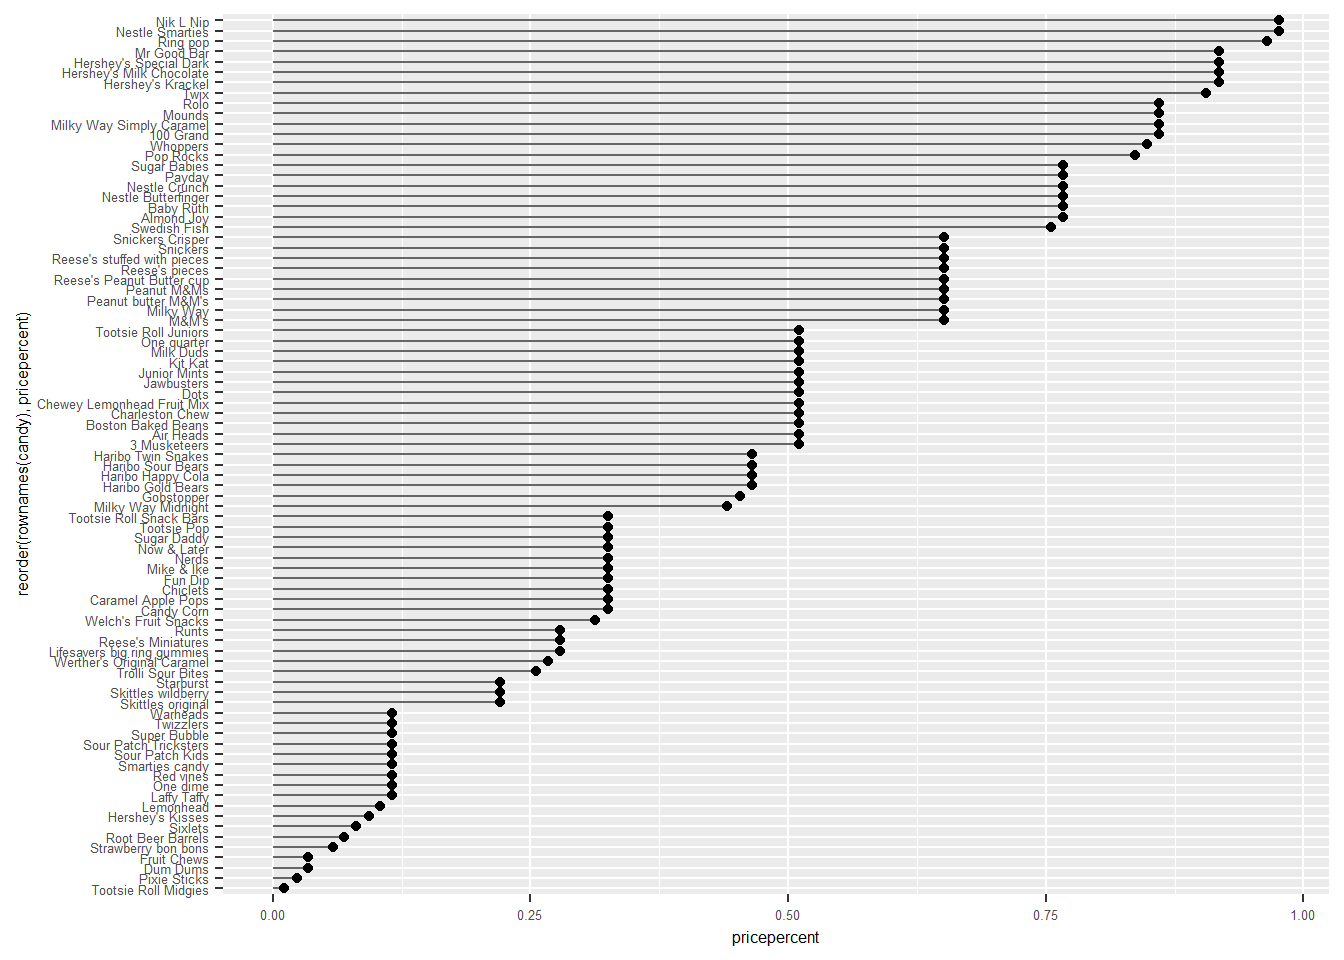 Nik L Nip
Nestle Smarties
Ring pop
Mr Good Bar
Hershey's Special Dark
Hershey's Milk Chocolate
Hershey's Krackel
Twix
Rolo
Mounds
Milky Way Simply Caramel
100 Grand
Whoppers
Pop Rocks
Sugar Babies
Payday
Nestle Crunch
Nestle Butterfinger
Baby Ruth
Almond Joy
Swedish Fish
Snickers Crisper
Snickers
Reese's stuffed with pieces
Reese's pieces
Reese's Peanut Butter cup
Peanut M&Ms
Peanut butter M&M's
Milky Way
M&M's
Tootsie Roll Juniors
One quarter
Milk Duds
Kit Kat
Junior Mints
Jawbusters
Dots
Chewey Lemonhead Fruit Mix
Charleston Chew
Boston Baked Beans
Air Heads
3 Musketeers
Haribo Twin Snakes
Haribo Sour Bears
Haribo Happy Cola
Haribo Gold Bears
Gobstopper
Milky Way Midnight
Tootsie Roll Snack Bars
Tootsie Pop
Sugar Daddy
Now & Later
Nerds
Mike & Ike
Fun Dip
Chiclets
Caramel Apple Pops
Candy Corn
Welch's Fruit Snacks
Runts
Reese's Miniatures
Lifesavers big ring gummies
Werther's Original Caramel
Trolli Sour Bites
Starburst
Skittles wildberry
Skittles original
Warheads
Twizzlers
Super Bubble
Sour Patch Tricksters
Sour Patch Kids
Smarties candy
Red vines
One dime
Laffy Taffy
Lemonhead
Hershey's Kisses
Sixlets
Root Beer Barrels
Strawberry bon bons
Fruit Chews
Dum Dums
Pixie Sticks
Tootsie Roll Midgies
reorder(rownames(candy), pricepercent)
0.00 0.25 0.50 0.75 1.00
pricepercent